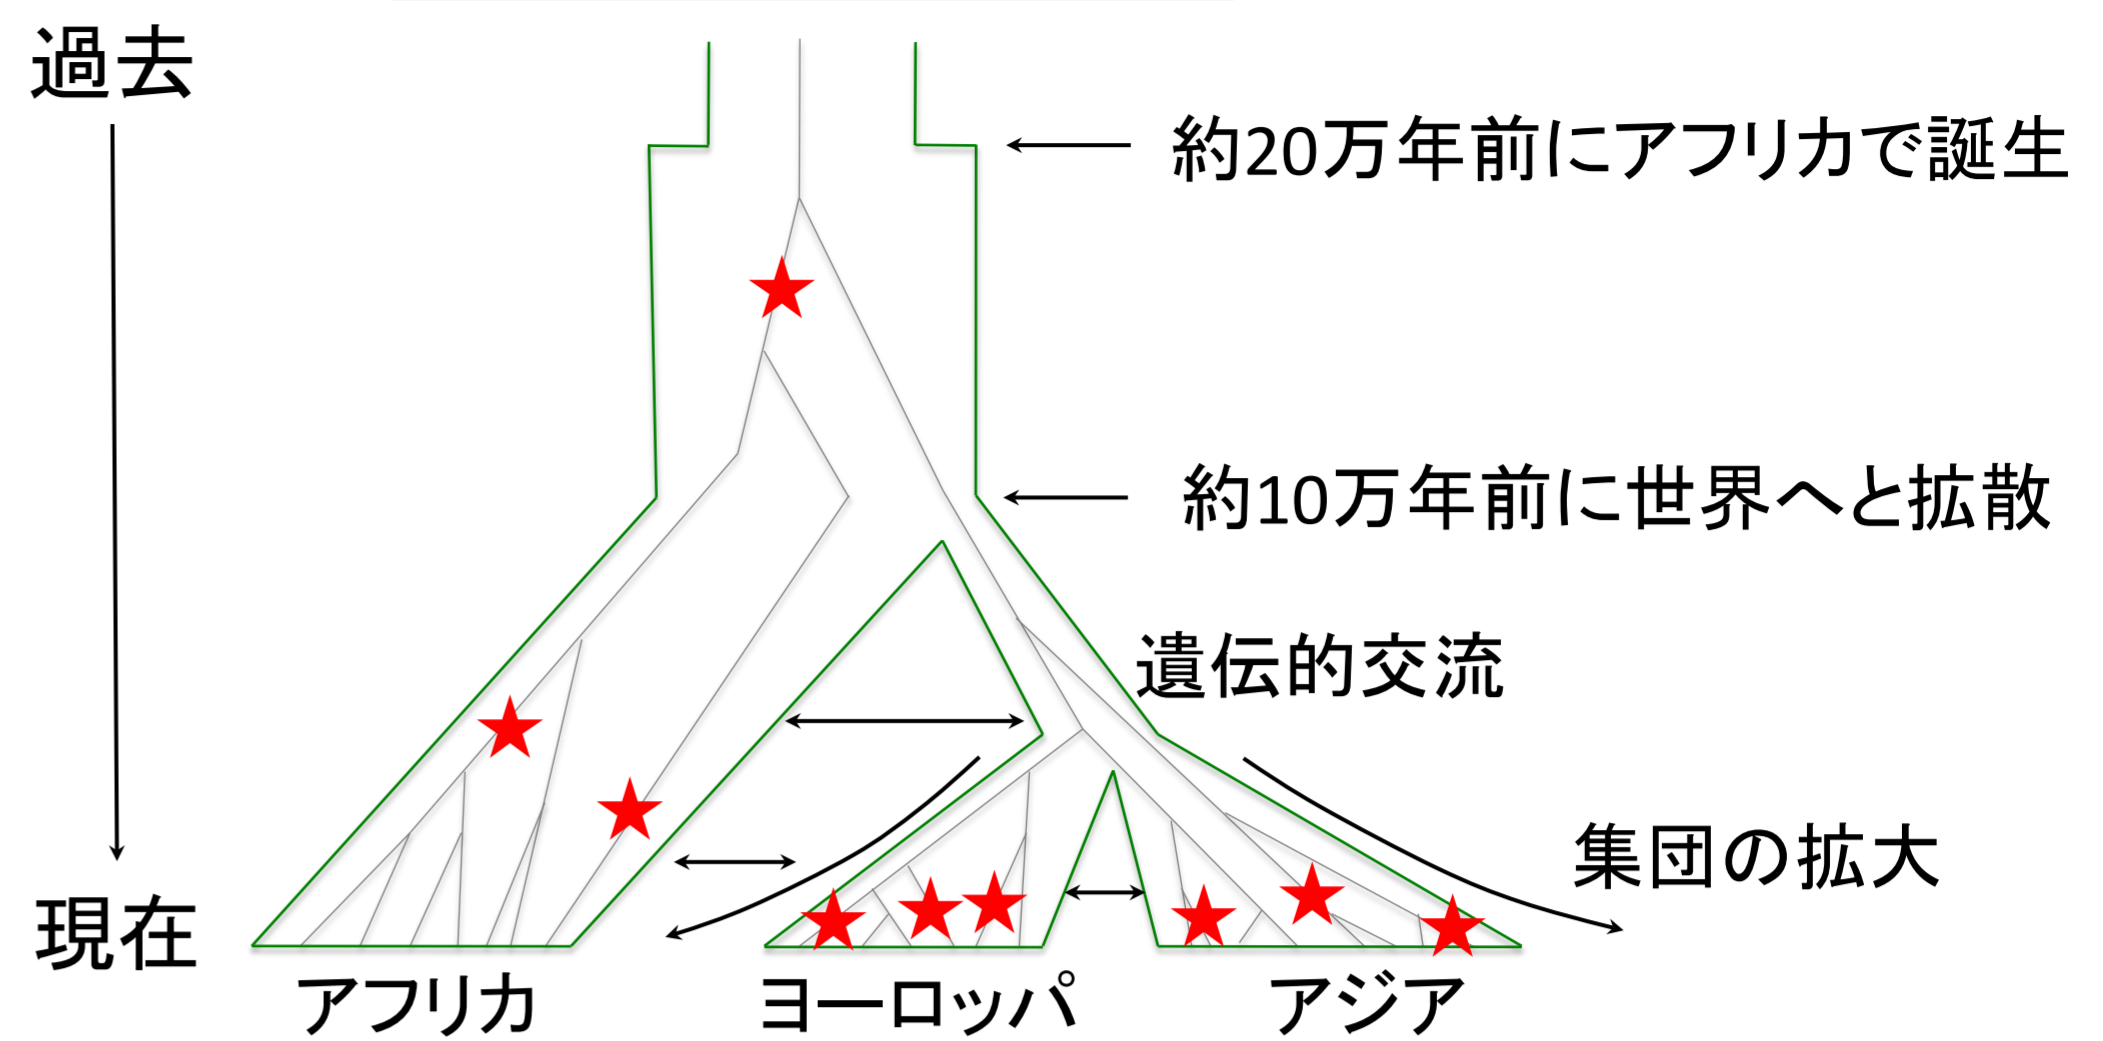 過去
約20万年前にアフリカで誕生
約10万年前に世界へと拡散
遺伝的交流
集団の拡大
現在
アフリカ
ヨーロッパ
アジア